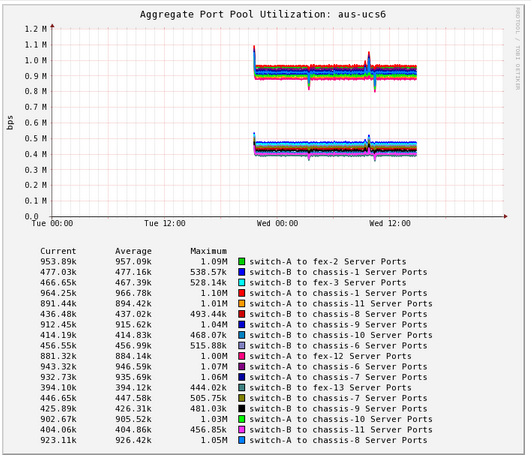 Aggregate Port Pool Utilization: aus-ucs6
RRDTOOL / TOBI OETIKER
bps
1.2 M
1.1 M
1.0 M
0.9 M
0.8 M
0.7 M
0.6 M
0.5 M
0.4 M
0.3 M
0.2 M
0.1 M
0.0
Tue 00:00 Tue 12:00 Wed 00:00 Wed 12:00
Current Average Maximum
953.89k 957.09k 1.09M switch-A to fex-2 Server Ports
477.03k 477.16k 538.57k switch-B to chassis-1 Server Ports
466.65k 467.39k 528.14k switch-B to fex-3 Server Ports
964.25k 966.78k 1.10M switch-A to chassis-1 Server Ports
891.44k 894.42k 1.01M switch-A to chassis-11 Server Ports
436.48k 437.02k 493.44k switch-B to chassis-8 Server Ports
912.45k 915.62k 1.04M switch-A to chassis-9 Server Ports
414.19k 414.83k 468.07k switch-B to chassis-10 Server Ports
456.55k 456.99k 515.88k switch-B to chassis-6 Server Ports
881.32k 884.14k 1.00M switch-A to fex-12 Server Ports
943.32k 946.59k 1.07M switch-A to chassis-6 Server Ports
932.73k 935.69k 1.06M switch-A to chassis-7 Server Ports
394.10k 394.12k 444.02k switch-B to fex-13 Server Ports
446.65k 447.58k 505.75k switch-B to chassis-7 Server Ports
425.89k 426.31k 481.03k switch-B to chassis-9 Server Ports
902.67k 905.52k 1.03M switch-A to chassis-10 Server Ports
404.06k 404.86k 456.85k switch-B to chassis-11 Server Ports
923.11k 926.42k 1.05M switch-A to chassis-8 Server Ports